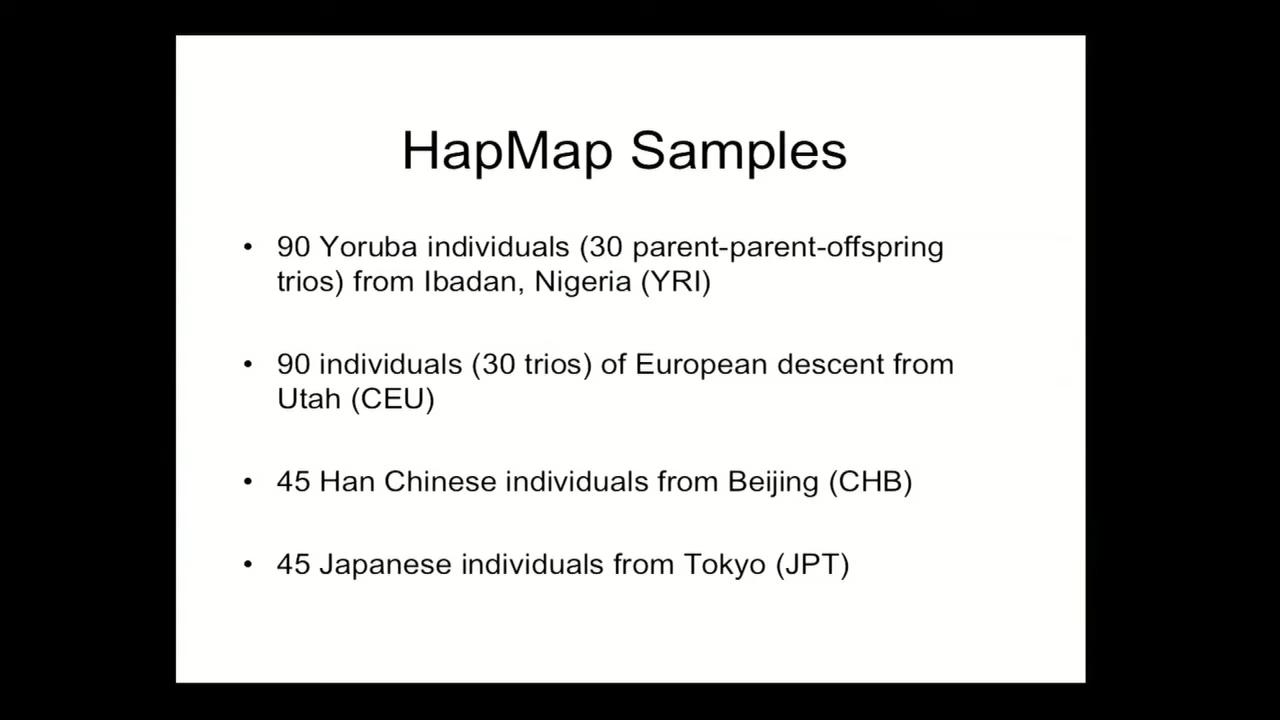 HapMap Samples
• 90 Yoruba individuals (30 parent-parent-offspring
trios) from Ibadan, Nigeria (YRI)
• 90 individuals (30 trios) of European descent from
Utah (CEU)
• 45 Han Chinese individuals from Beijing (CHB)
• 45 Japanese individuals from Tokyo (JPT)